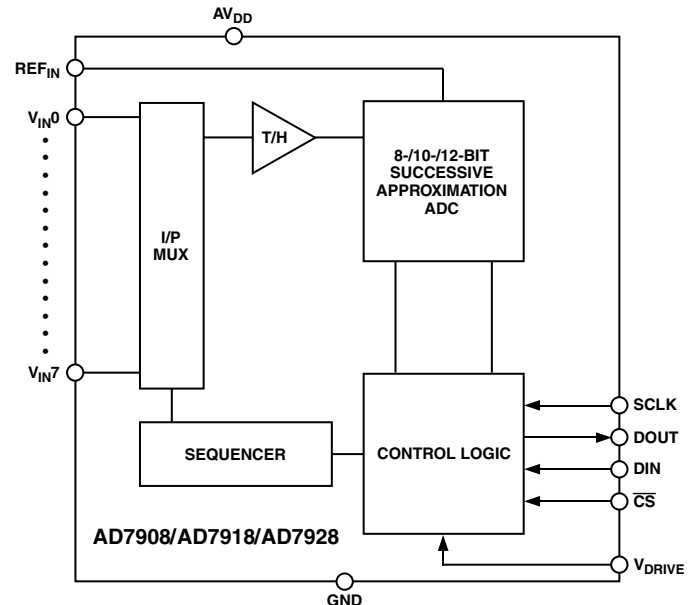 AVDD
REFIN
VIN0
T/H
8-/10-/12-BIT
SUCCESSIVE
APPROXIMATION
ADC
I/P
MUX
VIN7
SCLK
DOUT
SEQUENCER
CONTROL LOGIC
DIN
CS
AD7908/AD7918/AD7928
VDRIVE
GND